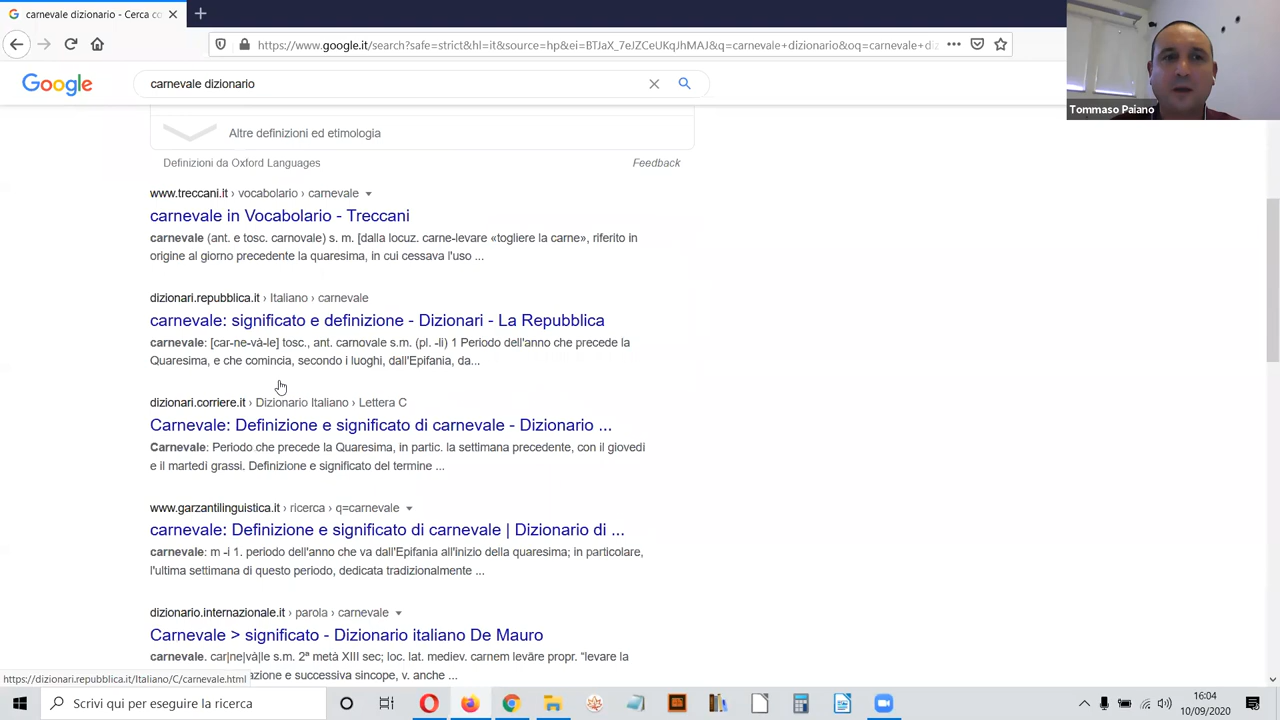 carnevale dizionario - Cerca co
https://www.google.it/search?safe=strict&hl=it&source=hp&ei=BTJaX_7eJZCeUKqJhMAJ&q=carnevale+dizionario&oq=carnevale+d
Tommaso Paiano
Google
carnevale dizionario
Altre definizioni ed etimologia
Definizioni da Oxford Languages
Feedback
www.treccani.it › vocabolario › carnevale
carnevale in Vocabolario - Treccani
carnevale (ant. e tosc. carnovale) s. m. [dalla locuz. carne-levare «togliere la carne», riferito in
origine al giorno precedente la quaresima, in cui cessava l'uso ...
dizionari.repubblica.it › Italiano › carnevale
carnevale: significato e definizione - Dizionari - La Repubblica
carnevale: [car-ne-và-le] tosc., ant. carnovale s.m. (pl. -li) 1 Periodo dell'anno che precede la
Quaresima, e che comincia, secondo i luoghi, dall'Epifania, da...
dizionari.corriere.it › Dizionario Italiano › Lettera C
Carnevale: Definizione e significato di carnevale - Dizionario ...
Carnevale: Periodo che precede la Quaresima, in partic. la settimana precedente, con il giovedì
e il martedì grassi. Definizione e significato del termine ...
www.garzantilinguistica.it › ricerca › q=carnevale
carnevale: Definizione e significato di carnevale | Dizionario di ...
carnevale: m -i 1. periodo dell'anno che va dall'Epifania all'inizio della quaresima; in particolare,
l'ultima settimana di questo periodo, dedicata tradizionalmente ...
dizionario.internazionale.it › parola › carnevale
Carnevale > significato - Dizionario italiano De Mauro
carnevale. car|ne|và|le s.m. 2ª metà XIII sec; loc. lat. mediev. carnem levāre propr. “levare la
azione e successiva sincope, v. anche ...
https://dizionari.repubblica.it/Italiano/C/carnevale.html
Scrivi qui per eseguire la ricerca
16:04
10/09/2020